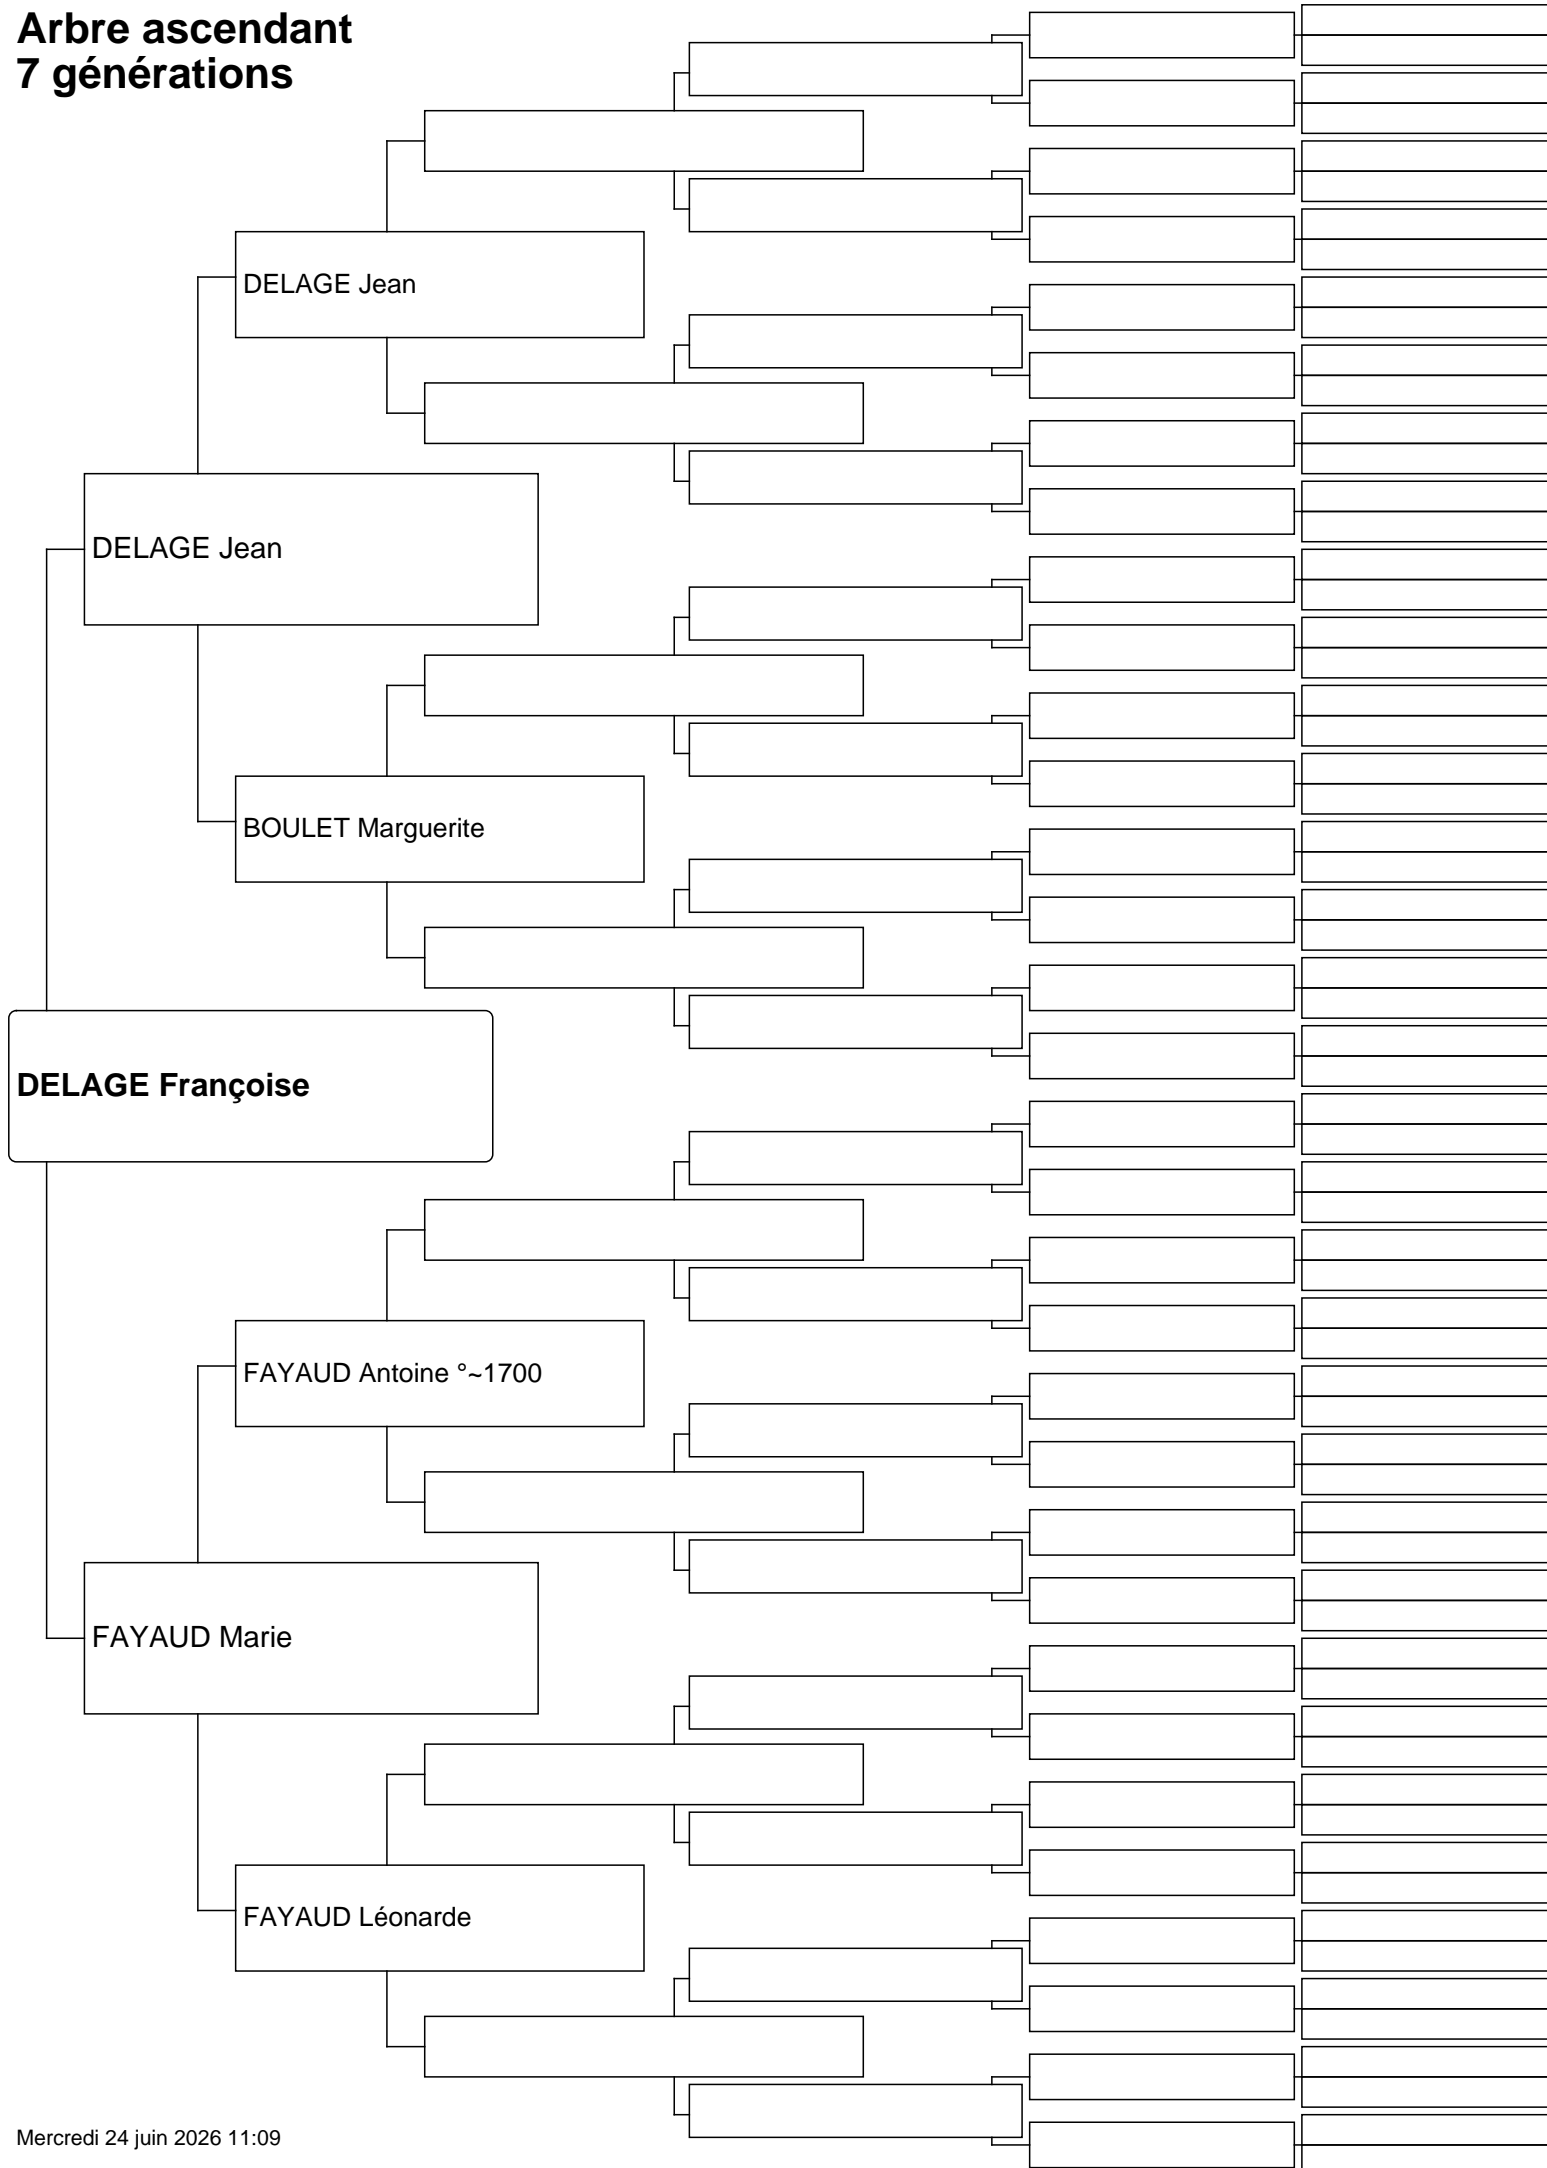 Arbre ascendant
7 générations
DELAGE Jean
DELAGE Jean
BOULET Marguerite
DELAGE Françoise
FAYAUD Antoine °~1700
FAYAUD Marie
FAYAUD Léonarde
Mercredi 24 juin 2026 11:09